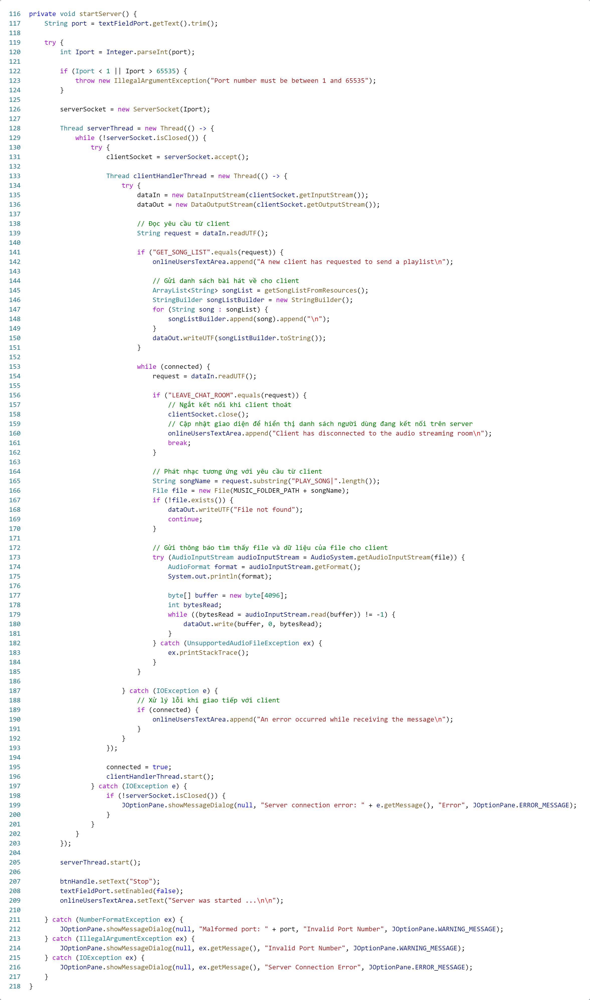 116 private void startServer() {
117     String port = textFieldPort.getText().trim();
118
119     try {
120         int Iport = Integer.parseInt(port);
121
122         if (Iport < 1 || Iport > 65535) {
123             throw new IllegalArgumentException("Port number must be between 1 and 65535");
124         }
125
126         serverSocket = new ServerSocket(Iport);
127
128         Thread serverThread = new Thread(() -> {
129             while (!serverSocket.isClosed()) {
130                 try {
131                     clientSocket = serverSocket.accept();
132
133                     Thread clientHandlerThread = new Thread(() -> {
134                         try {
135                             dataIn = new DataInputStream(clientSocket.getInputStream());
136                             dataOut = new DataOutputStream(clientSocket.getOutputStream());
137
138                             // Đọc yêu cầu từ client
139                             String request = dataIn.readUTF();
140
141                             if ("GET_SONG_LIST".equals(request)) {
142                                 onlineUsersTextArea.append("A new client has requested to send a playlist\n");
143
144                                 // Gửi danh sách bài hát về cho client
145                                 ArrayList<String> songList = getSongListFromResources();
146                                 StringBuilder songListBuilder = new StringBuilder();
147                                 for (String song : songList) {
148                                     songListBuilder.append(song).append("\n");
149                                 }
150                                 dataOut.writeUTF(songListBuilder.toString());
151                             }
152
153                             while (connected) {
154                                 request = dataIn.readUTF();
155
156                                 if ("LEAVE_CHAT_ROOM".equals(request)) {
157                                     // Ngắt kết nối khi client thoát
158                                     clientSocket.close();
159                                     // Cập nhật giao diện để hiển thị danh sách người dùng đang kết nối trên server
160                                     onlineUsersTextArea.append("Client has disconnected to the audio streaming room\n");
161                                     break;
162                                 }
163
164                                 // Phát nhạc tương ứng với yêu cầu từ client
165                                 String songName = request.substring("PLAY_SONG|".length());
166                                 File file = new File(MUSIC_FOLDER_PATH + songName);
167                                 if (!file.exists()) {
168                                     dataOut.writeUTF("File not found");
169                                     continue;
170                                 }
171
172                                 // Gửi thông báo tìm thấy file và dữ liệu của file cho client
173                                 try (AudioInputStream audioInputStream = AudioSystem.getAudioInputStream(file)) {
174                                     AudioFormat format = audioInputStream.getFormat();
175                                     System.out.println(format);
176
177                                     byte[] buffer = new byte[4096];
178                                     int bytesRead;
179                                     while ((bytesRead = audioInputStream.read(buffer)) != -1) {
180                                         dataOut.write(buffer, 0, bytesRead);
181                                     }
182                                 } catch (UnsupportedAudioFileException ex) {
183                                     ex.printStackTrace();
184                                 }
185                             }
186
187                         } catch (IOException e) {
188                             // Xử lý lỗi khi giao tiếp với client
189                             if (connected) {
190                                 onlineUsersTextArea.append("An error occurred while receiving the message\n");
191                             }
192                         }
193                     });
194
195                     connected = true;
196                     clientHandlerThread.start();
197                 } catch (IOException e) {
198                     if (!serverSocket.isClosed()) {
199                         JOptionPane.showMessageDialog(null, "Server connection error: " + e.getMessage(), "Error", JOptionPane.ERROR_MESSAGE);
200                     }
201                 }
202             }
203         });
204
205         serverThread.start();
206
207         btnHandle.setText("Stop");
208         textFieldPort.setEnabled(false);
209         onlineUsersTextArea.setText("Server was started ...\n\n");
210
211     } catch (NumberFormatException ex) {
212         JOptionPane.showMessageDialog(null, "Malformed port: " + port, "Invalid Port Number", JOptionPane.WARNING_MESSAGE);
213     } catch (IllegalArgumentException ex) {
214         JOptionPane.showMessageDialog(null, ex.getMessage(), "Invalid Port Number", JOptionPane.WARNING_MESSAGE);
215     } catch (IOException ex) {
216         JOptionPane.showMessageDialog(null, ex.getMessage(), "Server Connection Error", JOptionPane.ERROR_MESSAGE);
217     }
218 }